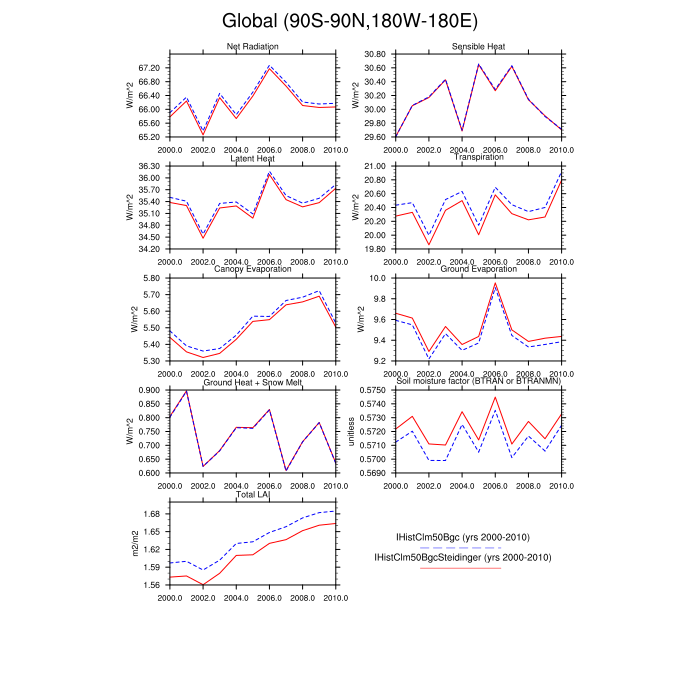 Global (90S-90N,180W-180E)
Net Radiation
W/m^2
67.20
66.80
66.40
66.00
65.60
65.20
2000.0 2002.0 2004.0 2006.0 2008.0 2010.0
Sensible Heat
W/m^2
30.80
30.60
30.40
30.20
30.00
29.80
29.60
2000.0 2002.0 2004.0 2006.0 2008.0 2010.0
Latent Heat
W/m^2
36.30
36.00
35.70
35.40
35.10
34.80
34.50
34.20
2000.0 2002.0 2004.0 2006.0 2008.0 2010.0
Transpiration
W/m^2
21.00
20.80
20.60
20.40
20.20
20.00
19.80
2000.0 2002.0 2004.0 2006.0 2008.0 2010.0
Canopy Evaporation
W/m^2
5.80
5.70
5.60
5.50
5.40
5.30
2000.0 2002.0 2004.0 2006.0 2008.0 2010.0
Ground Evaporation
W/m^2
10.0
9.8
9.6
9.4
9.2
2000.0 2002.0 2004.0 2006.0 2008.0 2010.0
Ground Heat + Snow Melt
W/m^2
0.900
0.850
0.800
0.750
0.700
0.650
0.600
2000.0 2002.0 2004.0 2006.0 2008.0 2010.0
Soil moisture factor (BTRAN or BTRANMN)
unitless
0.5750
0.5740
0.5730
0.5720
0.5710
0.5700
0.5690
2000.0 2002.0 2004.0 2006.0 2008.0 2010.0
Total LAI
m2/m2
1.68
1.65
1.62
1.59
1.56
2000.0 2002.0 2004.0 2006.0 2008.0 2010.0
IHistClm50Bgc (yrs 2000-2010)
IHistClm50BgcSteidinger (yrs 2000-2010)